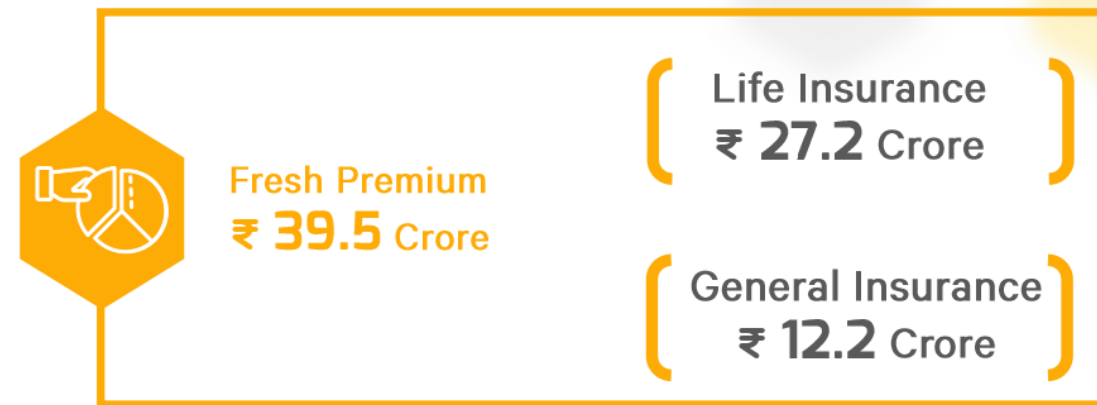 Fresh Premium
₹ 39.5 Crore
Life Insurance
₹ 27.2 Crore
General Insurance
₹ 12.2 Crore